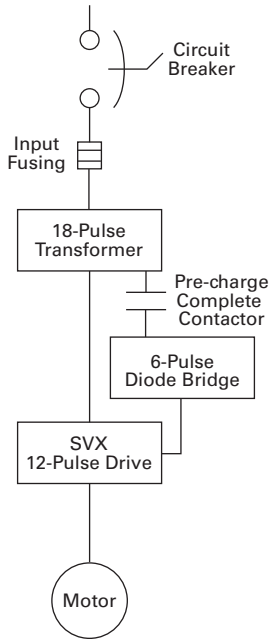 Circuit
Breaker
Input
Fusing
18-Pulse
Transformer
Pre-charge
Complete
Contactor
6-Pulse
Diode Bridge
SVX
12-Pulse Drive
Motor